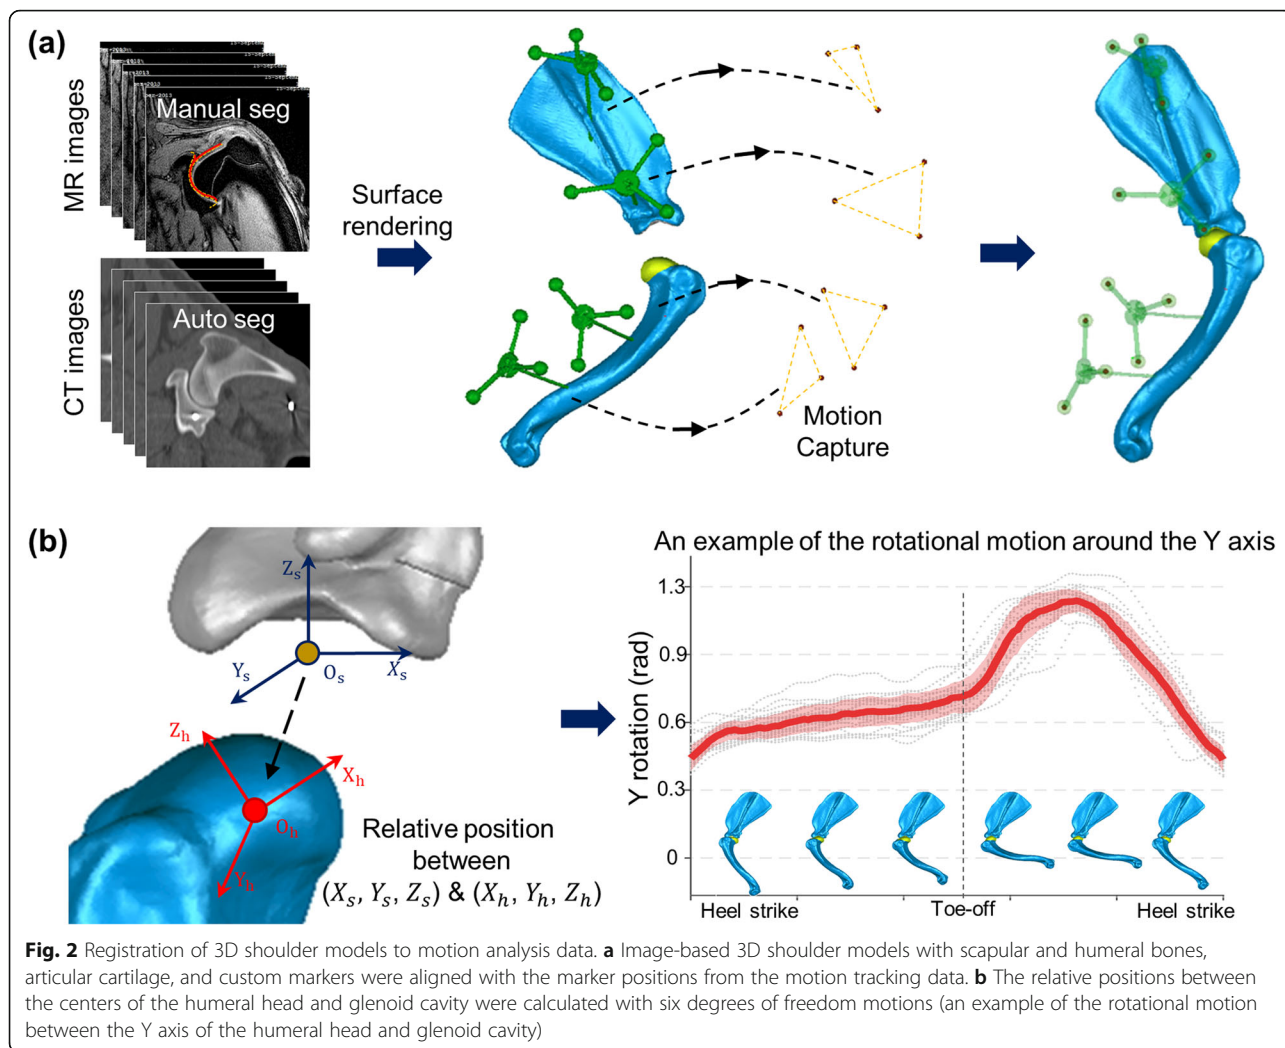 (a)
MR images
15-September
Manual seg
Surface
rendering
CT images
Auto seg
Motion
Capture
(b)
Zs
Ys
Os
Xs
Zh
Xh
Oh
Yh
Relative position
between
(Xs, Ys, Zs) & (Xh, Yh, Zh)
An example of the rotational motion around the Y axis
Y rotation (rad)
1.3
0.9
0.6
0.3
0
Heel strike
Toe-off
Heel strike
Fig. 2 Registration of 3D shoulder models to motion analysis data. a Image-based 3D shoulder models with scapular and humeral bones,
articular cartilage, and custom markers were aligned with the marker positions from the motion tracking data. b The relative positions between
the centers of the humeral head and glenoid cavity were calculated with six degrees of freedom motions (an example of the rotational motion
between the Y axis of the humeral head and glenoid cavity)